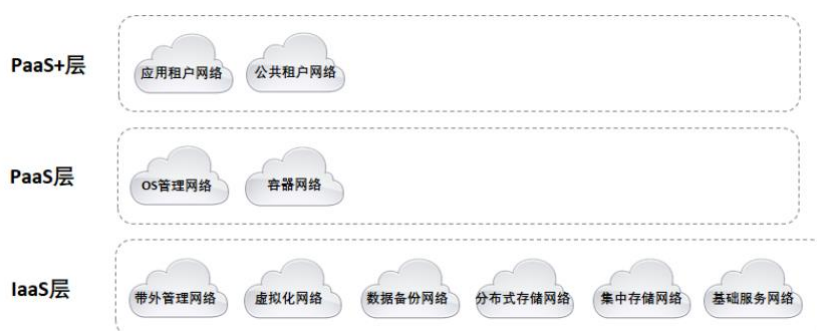 PaaS+层
应用租户网络
公共租户网络
PaaS层
OS管理网络
容器网络
IaaS层
带外管理网络
虚拟化网络
数据备份网络
分布式存储网络
集中存储网络
基础服务网络